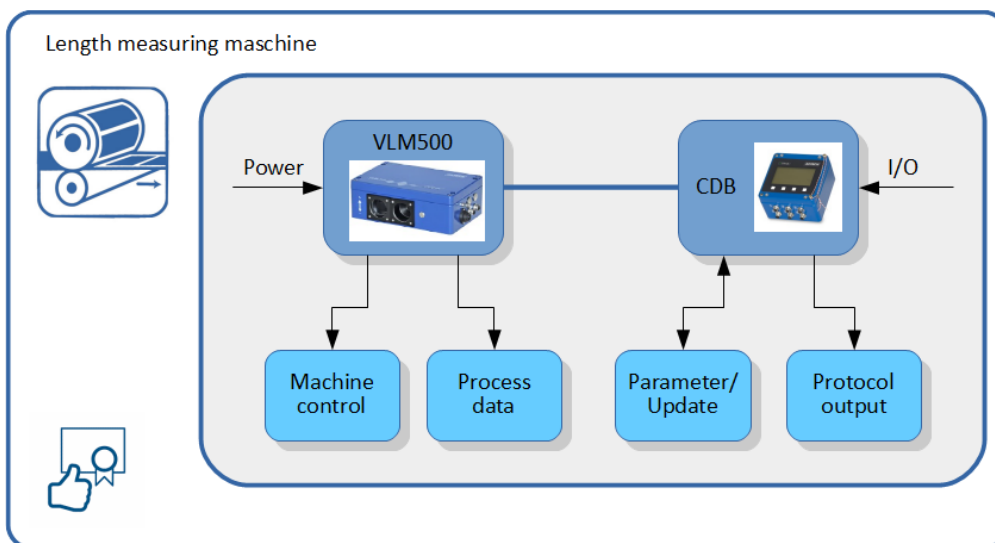 Length measuring maschine
VLM500
Power
CDB
I/O
Machine
control
Process
data
Parameter/
Update
Protocol
output